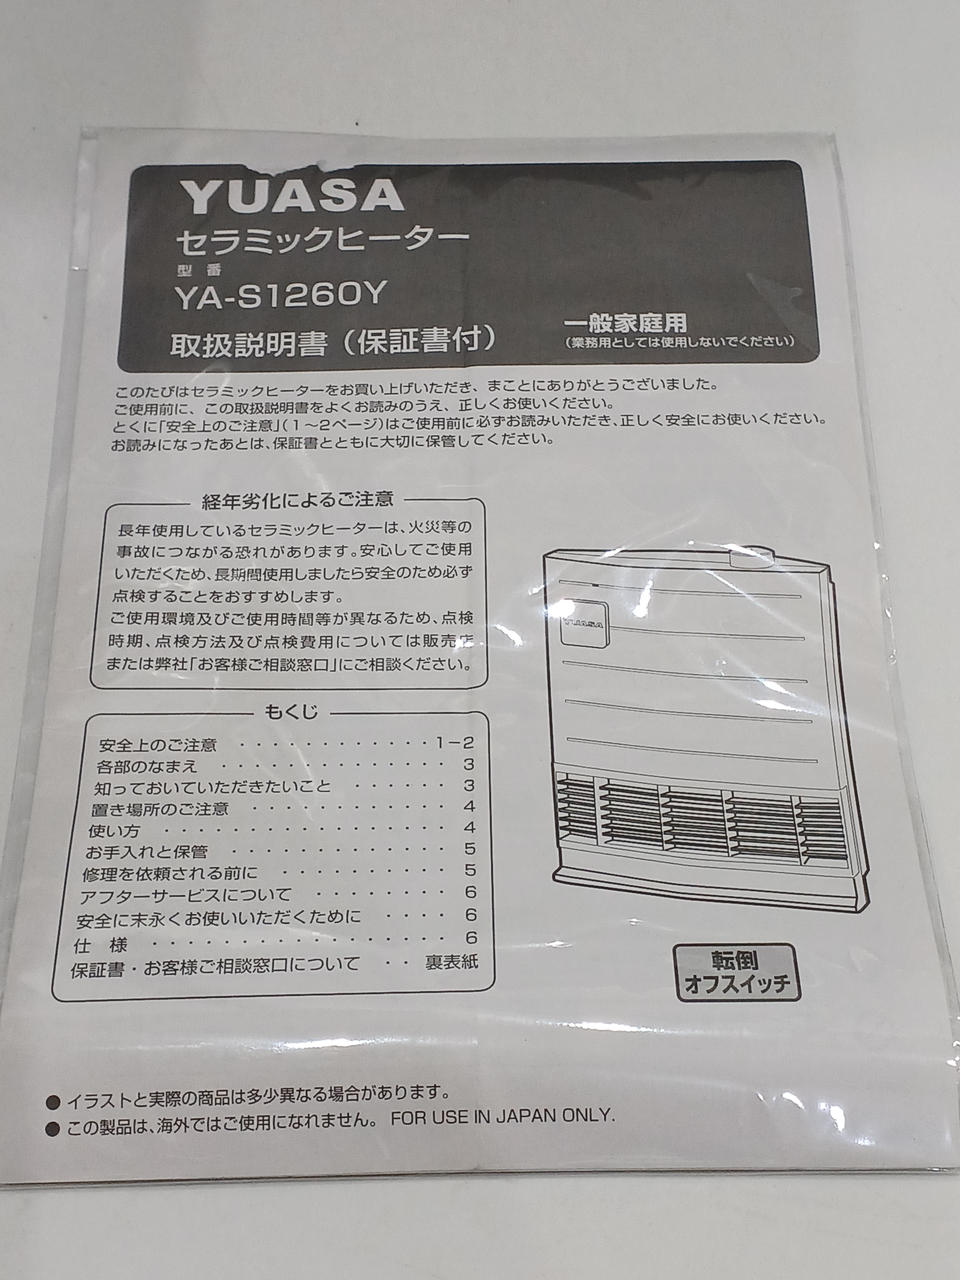 YUASA
セラミックヒーター
型 番
YA-S1260Y
取扱説明書（保証書付）
一般家庭用
（業務用としては使用しないでください）
このたびはセラミックヒーターをお買い上げいただき、まことにありがとうございました。
ご使用前に、この取扱説明書をよくお読みのうえ、正しくお使いください。
とくに「安全上のご注意」（1～2ページ）はご使用前に必ずお読みいただき、正しく安全にお使いください。
お読みになったあとは、保証書とともに大切に保管してください。
経年劣化によるご注意
長年使用しているセラミックヒーターは、火災等の
事故につながる恐れがあります。安心してご使用
いただくため、長期間使用しましたら安全のため必ず
点検することをおすすめします。
ご使用環境及びご使用時間等が異なるため、点検
時期、点検方法及び点検費用については販売店
または弊社「お客様ご相談窓口」にご相談ください。
もくじ
安全上のご注意 ・・・・・・・・・・・・ 1－2
各部のなまえ ・・・・・・・・・・・・・ 3
知っておいていただきたいこと ・・・・・・ 3
置き場所のご注意 ・・・・・・・・・・・ 4
使い方 ・・・・・・・・・・・・・・・・ 4
お手入れと保管 ・・・・・・・・・・・・ 5
修理を依頼される前に ・・・・・・・・・ 5
アフターサービスについて ・・・・・・・・ 6
安全に末永くお使いいただくために ・・・・ 6
仕 様 ・・・・・・・・・・・・・・・・ 6
保証書・お客様ご相談窓口について ・・ 裏表紙
YUASA
転倒
オフスイッチ
● イラストと実際の商品は多少異なる場合があります。
● この製品は、海外ではご使用になれません。 FOR USE IN JAPAN ONLY.